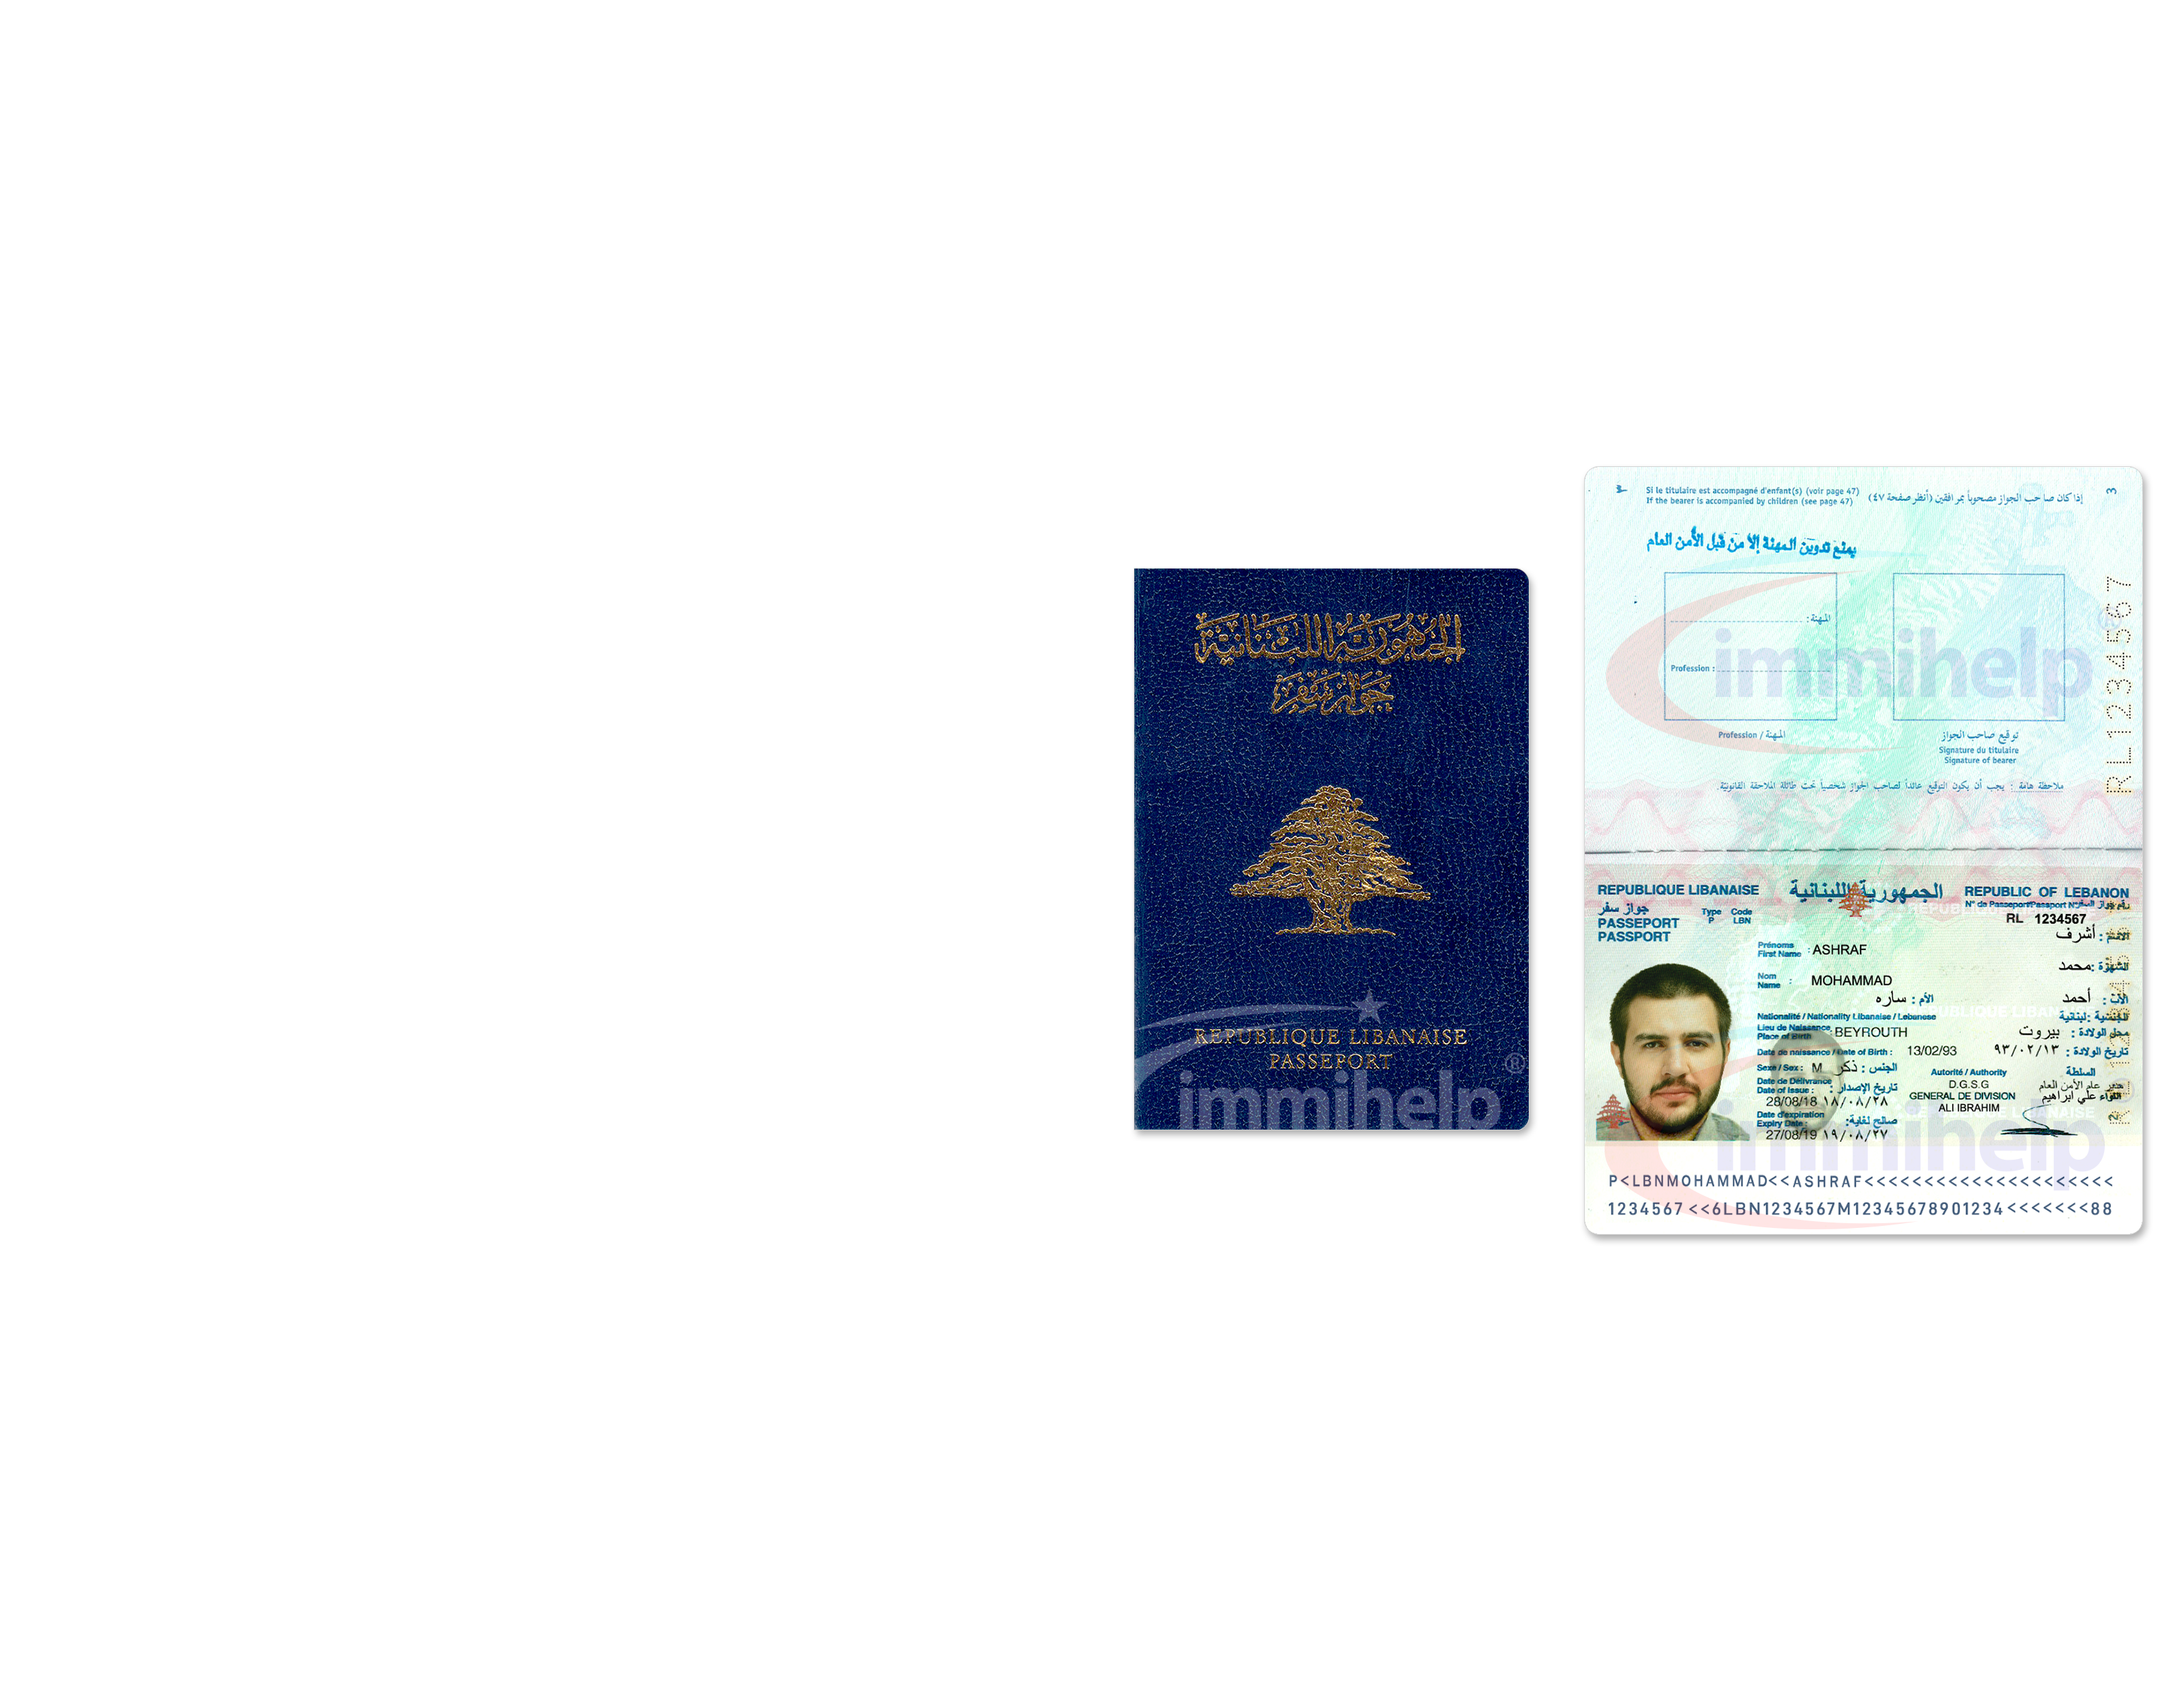 الجمهورية اللبنانية
جواز سفر
REPUBLIQUE LIBANAISE
PASSEPORT
immihelp®
Si le titulaire est accompagné d'enfant(s) (voir page 47)
If the bearer is accompanied by children (see page 47)
إذا كان صاحب الجواز مصحوباً بمرافقين (أنظر صفحة ٤٧)
٣
3
يمنع تدوين المهنة إلا من قبل الأمن العام
المهنة :
Profession :
immihelp®
Profession / المهنة
توقيع صاحب الجواز
Signature du titulaire
Signature of bearer
RL1234567
ملاحظة هامة : يجب أن يكون التوقيع عائداً لصاحب الجواز شخصياً تحت طائلة الملاحقة القانونية.
REPUBLIQUE LIBANAISE الجمهورية اللبنانية REPUBLIC OF LEBANON
جواز سفر
PASSEPORT
PASSPORT
Type Code
P LBN
N° de Passeport/Passport N°
RL 1234567
الاسم : أشرف
Prénoms
First Name : ASHRAF
الشهرة : محمد
Nom
Name : MOHAMMAD
الأب : أحمد الأم : ساره
Nationalité / Nationality Libanaise / Lebanese الجنسية : لبنانية
Lieu de Naissance
Place of Birth : BEYROUTH محل الولادة : بيروت
Date de naissance / Date of Birth : 13/02/93 تاريخ الولادة : ٩٣/٠٢/١٣
Sexe / Sex : M الجنس : ذكر
Autorité / Authority السلطة
D.G.S.G
GENERAL DE DIVISION
ALI IBRAHIM
مدير عام الأمن العام
اللواء علي ابراهيم
Date de Délivrance
Date of Issue : تاريخ الإصدار :
28/08/18 ١٨/٠٨/٢٨
Date d'expiration
Expiry Date : صالح لغاية:
27/08/19 ١٩/٠٨/٢٧
2
immihelp
P<LBNMOHAMMAD<<ASHRAF<<<<<<<<<<<<<<<<<<<<<
1234567<<6LBN1234567M12345678901234<<<<<<<88